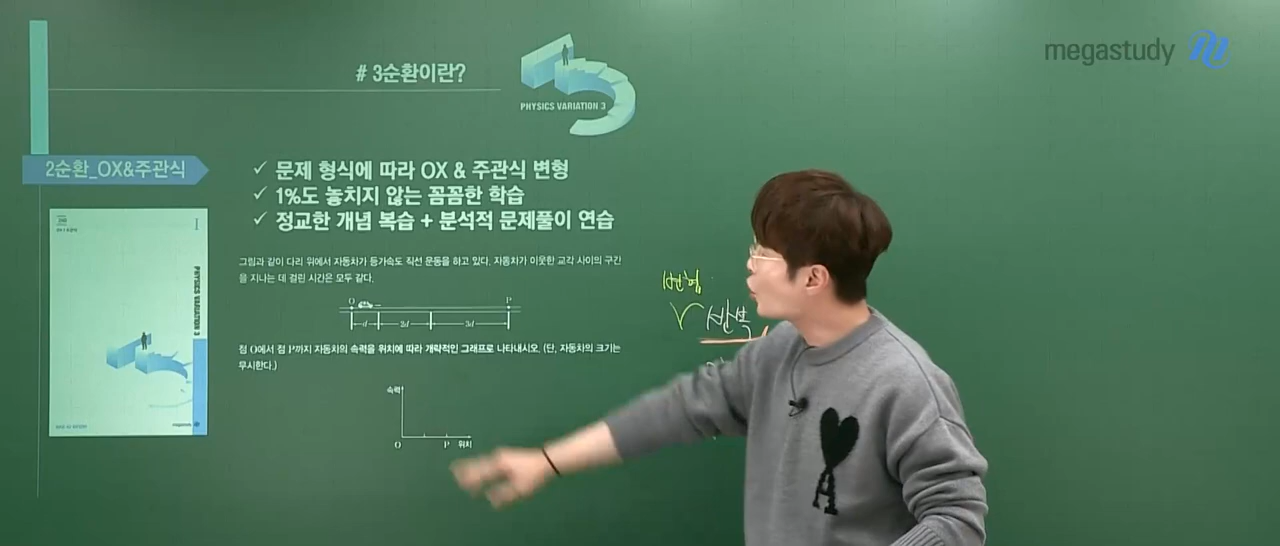 megastudy
# 3순환이란?
PHYSICS VARIATION 3
2순환_OX&주관식
✓ 문제 형식에 따라 OX & 주관식 변형
✓ 1%도 놓치지 않는 꼼꼼한 학습
✓ 정교한 개념 복습 + 분석적 문제풀이 연습
I
PHYSICS VARIATION 3
megastudy
그림과 같이 다리 위에서 자동차가 등가속도 직선 운동을 하고 있다. 자동차가 이웃한 교각 사이의 구간
을 지나는 데 걸린 시간은 모두 같다.
O P
d 2d 3d
점 O에서 점 P까지 자동차의 속력을 위치에 따라 개략적인 그래프로 나타내시오. (단, 자동차의 크기는
무시한다.)
속력
O P 위치
변형
반복
A